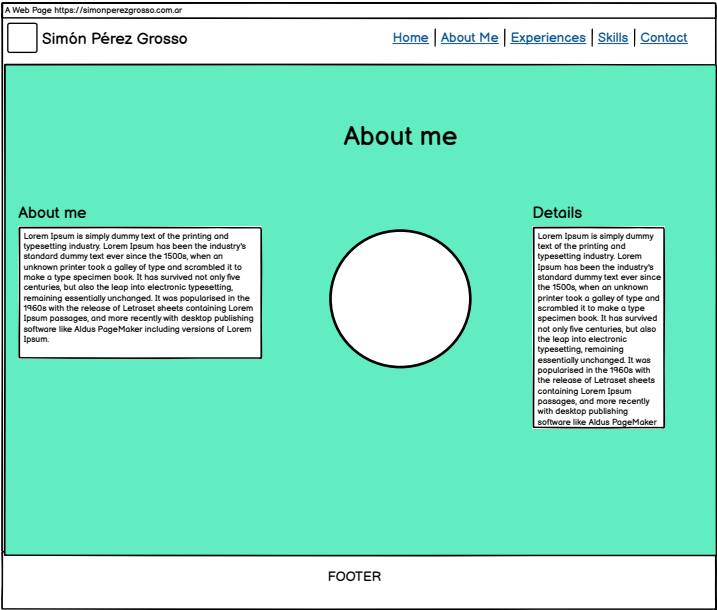 A Web Page https://simonperezgrosso.com.ar
Simón Pérez Grosso
Home | About Me | Experiences | Skills | Contact
About me
About me
Lorem Ipsum is simply dummy text of the printing and
typesetting industry. Lorem Ipsum has been the industry's
standard dummy text ever since the 1500s, when an
unknown printer took a galley of type and scrambled it to
make a type specimen book. It has survived not only five
centuries, but also the leap into electronic typesetting,
remaining essentially unchanged. It was popularised in the
1960s with the release of Letraset sheets containing Lorem
Ipsum passages, and more recently with desktop publishing
software like Aldus PageMaker including versions of Lorem
Ipsum.
Details
Lorem Ipsum is simply dummy
text of the printing and
typesetting industry. Lorem
Ipsum has been the industry's
standard dummy text ever since
the 1500s, when an unknown
printer took a galley of type and
scrambled it to make a type
specimen book. It has survived
not only five centuries, but also
the leap into electronic
typesetting, remaining
essentially unchanged. It was
popularised in the 1960s with
the release of Letraset sheets
containing Lorem Ipsum
passages, and more recently
with desktop publishing
software like Aldus PageMaker
FOOTER